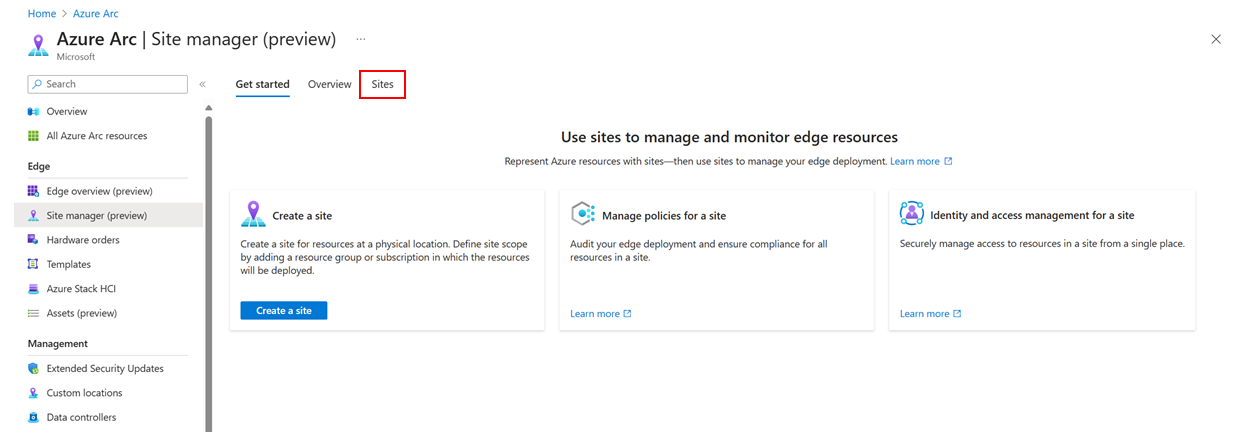 Home > Azure Arc
Azure Arc | Site manager (preview) ...
Microsoft
Search «
Overview
All Azure Arc resources
Edge
Edge overview (preview)
Site manager (preview)
Hardware orders
Templates
Azure Stack HCI
Assets (preview)
Management
Extended Security Updates
Custom locations
Data controllers
Get started Overview Sites
Use sites to manage and monitor edge resources
Represent Azure resources with sites—then use sites to manage your edge deployment. Learn more
Create a site
Create a site for resources at a physical location. Define site scope
by adding a resource group or subscription in which the resources
will be deployed.
Create a site
Manage policies for a site
Audit your edge deployment and ensure compliance for all
resources in a site.
Learn more
Identity and access management for a site
Securely manage access to resources in a site from a single place.
Learn more